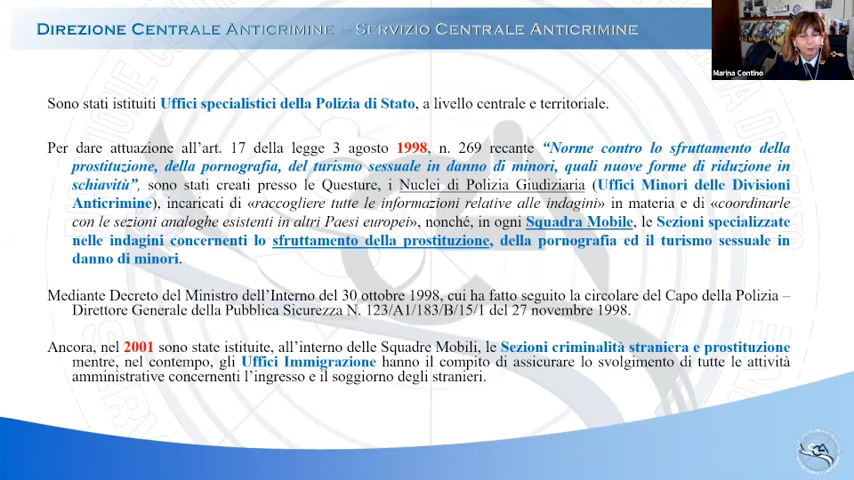 DIREZIONE CENTRALE ANTICRIMINE – SERVIZIO CENTRALE ANTICRIMINE
Marina Contino
Sono stati istituiti Uffici specialistici della Polizia di Stato, a livello centrale e territoriale.
Per dare attuazione all’art. 17 della legge 3 agosto 1998, n. 269 recante “Norme contro lo sfruttamento della
prostituzione, della pornografia, del turismo sessuale in danno di minori, quali nuove forme di riduzione in
schiavitù”, sono stati creati presso le Questure, i Nuclei di Polizia Giudiziaria (Uffici Minori delle Divisioni
Anticrimine), incaricati di «raccogliere tutte le informazioni relative alle indagini» in materia e di «coordinarle
con le sezioni analoghe esistenti in altri Paesi europei», nonché, in ogni Squadra Mobile, le Sezioni specializzate
nelle indagini concernenti lo sfruttamento della prostituzione, della pornografia ed il turismo sessuale in
danno di minori.
Mediante Decreto del Ministro dell’Interno del 30 ottobre 1998, cui ha fatto seguito la circolare del Capo della Polizia –
Direttore Generale della Pubblica Sicurezza N. 123/A1/183/B/15/1 del 27 novembre 1998.
Ancora, nel 2001 sono state istituite, all’interno delle Squadre Mobili, le Sezioni criminalità straniera e prostituzione
mentre, nel contempo, gli Uffici Immigrazione hanno il compito di assicurare lo svolgimento di tutte le attività
amministrative concernenti l’ingresso e il soggiorno degli stranieri.